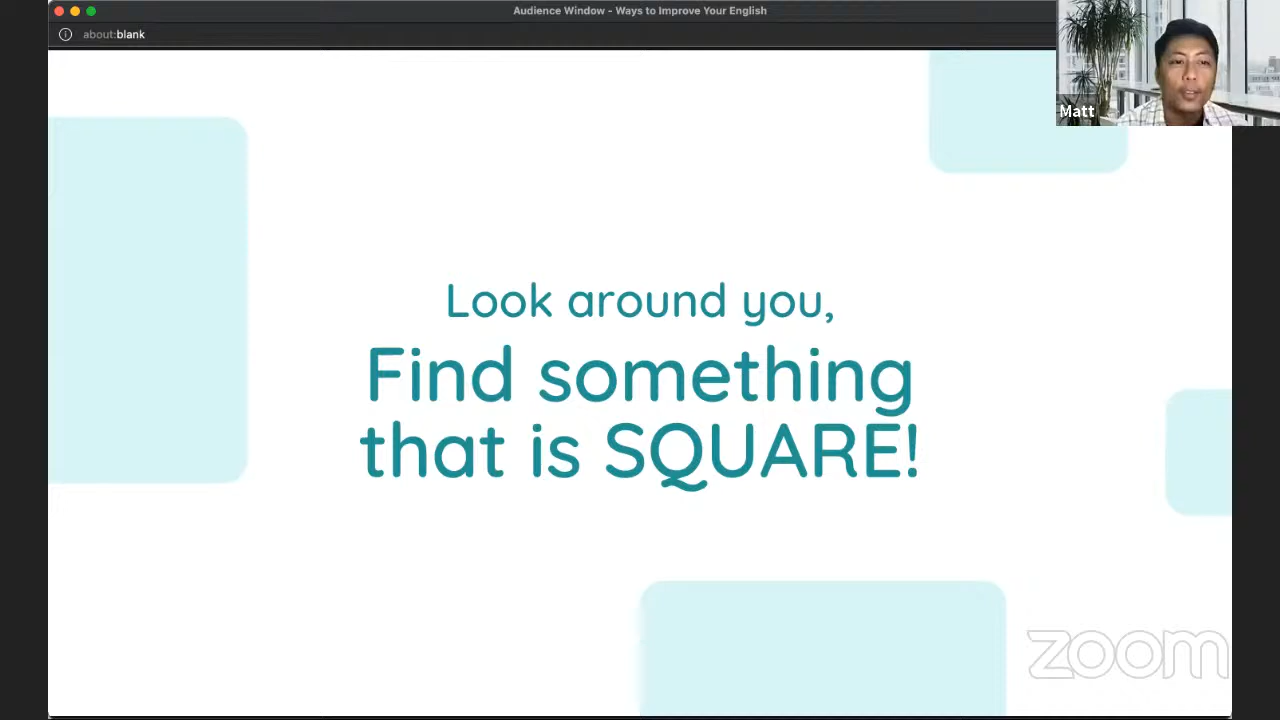 Audience Window - Ways to Improve Your English
about:blank
Matt
Look around you,
Find something
that is SQUARE!
zoom